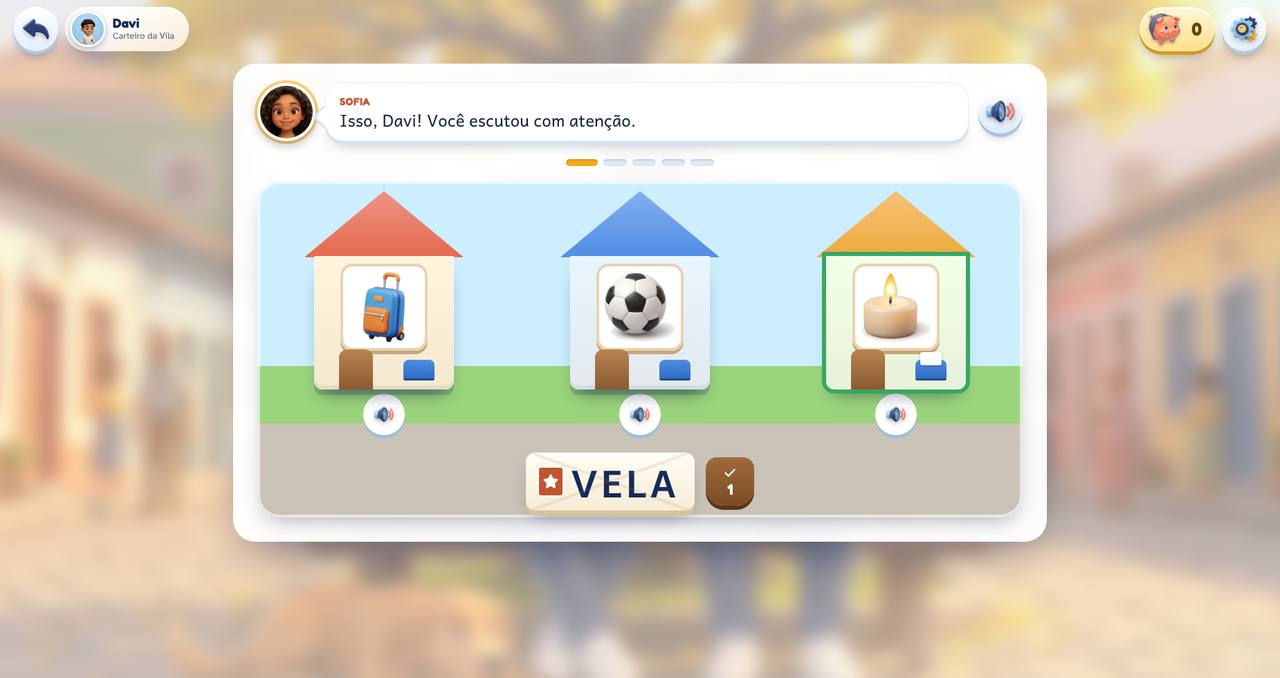 Davi
Carteiro da Vila
0
SOFIA
Isso, Davi! Você escutou com atenção.
VELA
1